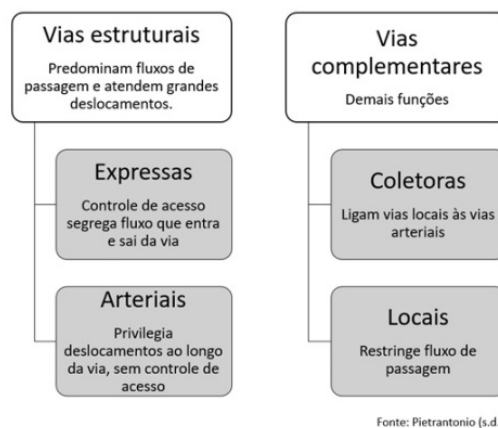 Vias estruturais
Predominam fluxos de
passagem e atendem grandes
deslocamentos.
Expressas
Controle de acesso
segrega fluxo que entra
e sai da via
Arteriais
Privilegia
deslocamentos ao longo
da via, sem controle de
acesso
Vias
complementares
Demais funções
Coletoras
Ligam vias locais às vias
arteriais
Locais
Restringe fluxo de
passagem
Fonte: Pietrantonio (s.d.